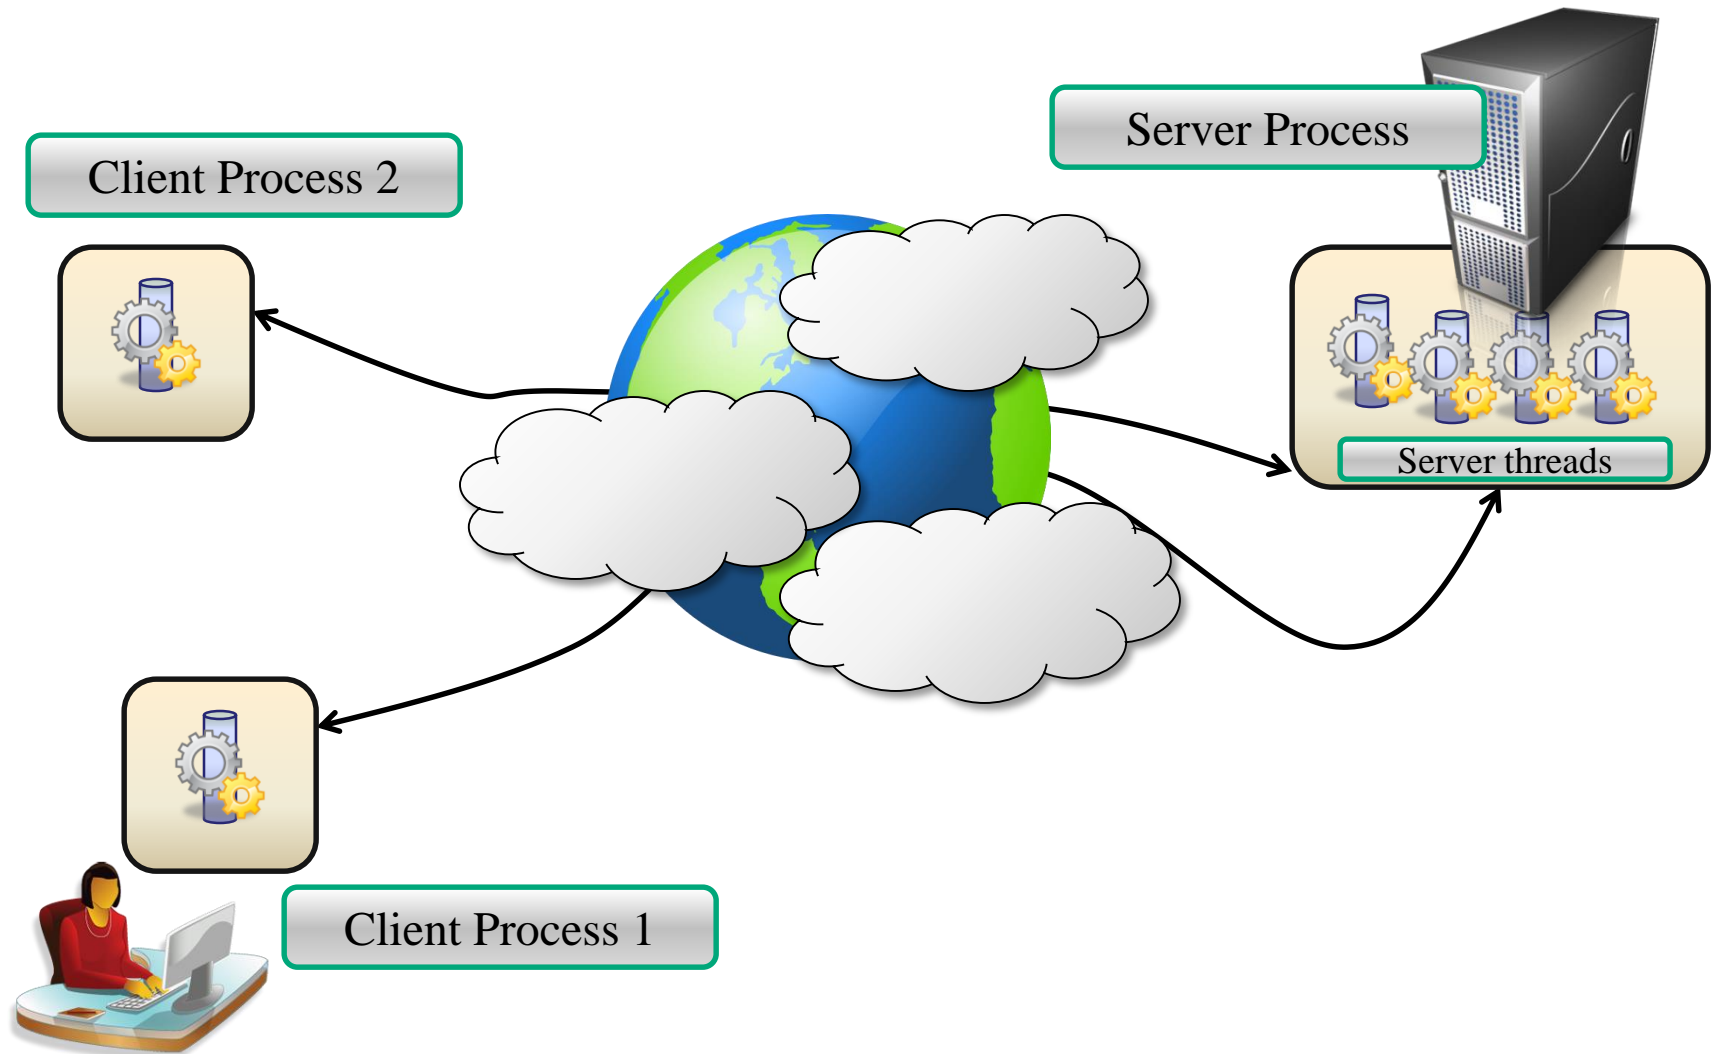 Server Process
Client Process 2
Server threads
Client Process 1